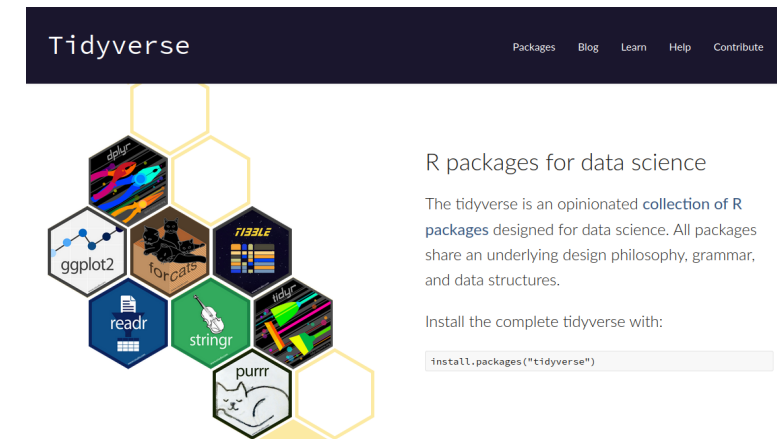 Tidyverse
Packages Blog Learn Help Contribute
dplyr
ggplot2
forcats
TIBBLE
readr
stringr
tidyr
purrr
R packages for data science
The tidyverse is an opinionated collection of R
packages designed for data science. All packages
share an underlying design philosophy, grammar,
and data structures.
Install the complete tidyverse with:
install.packages("tidyverse")